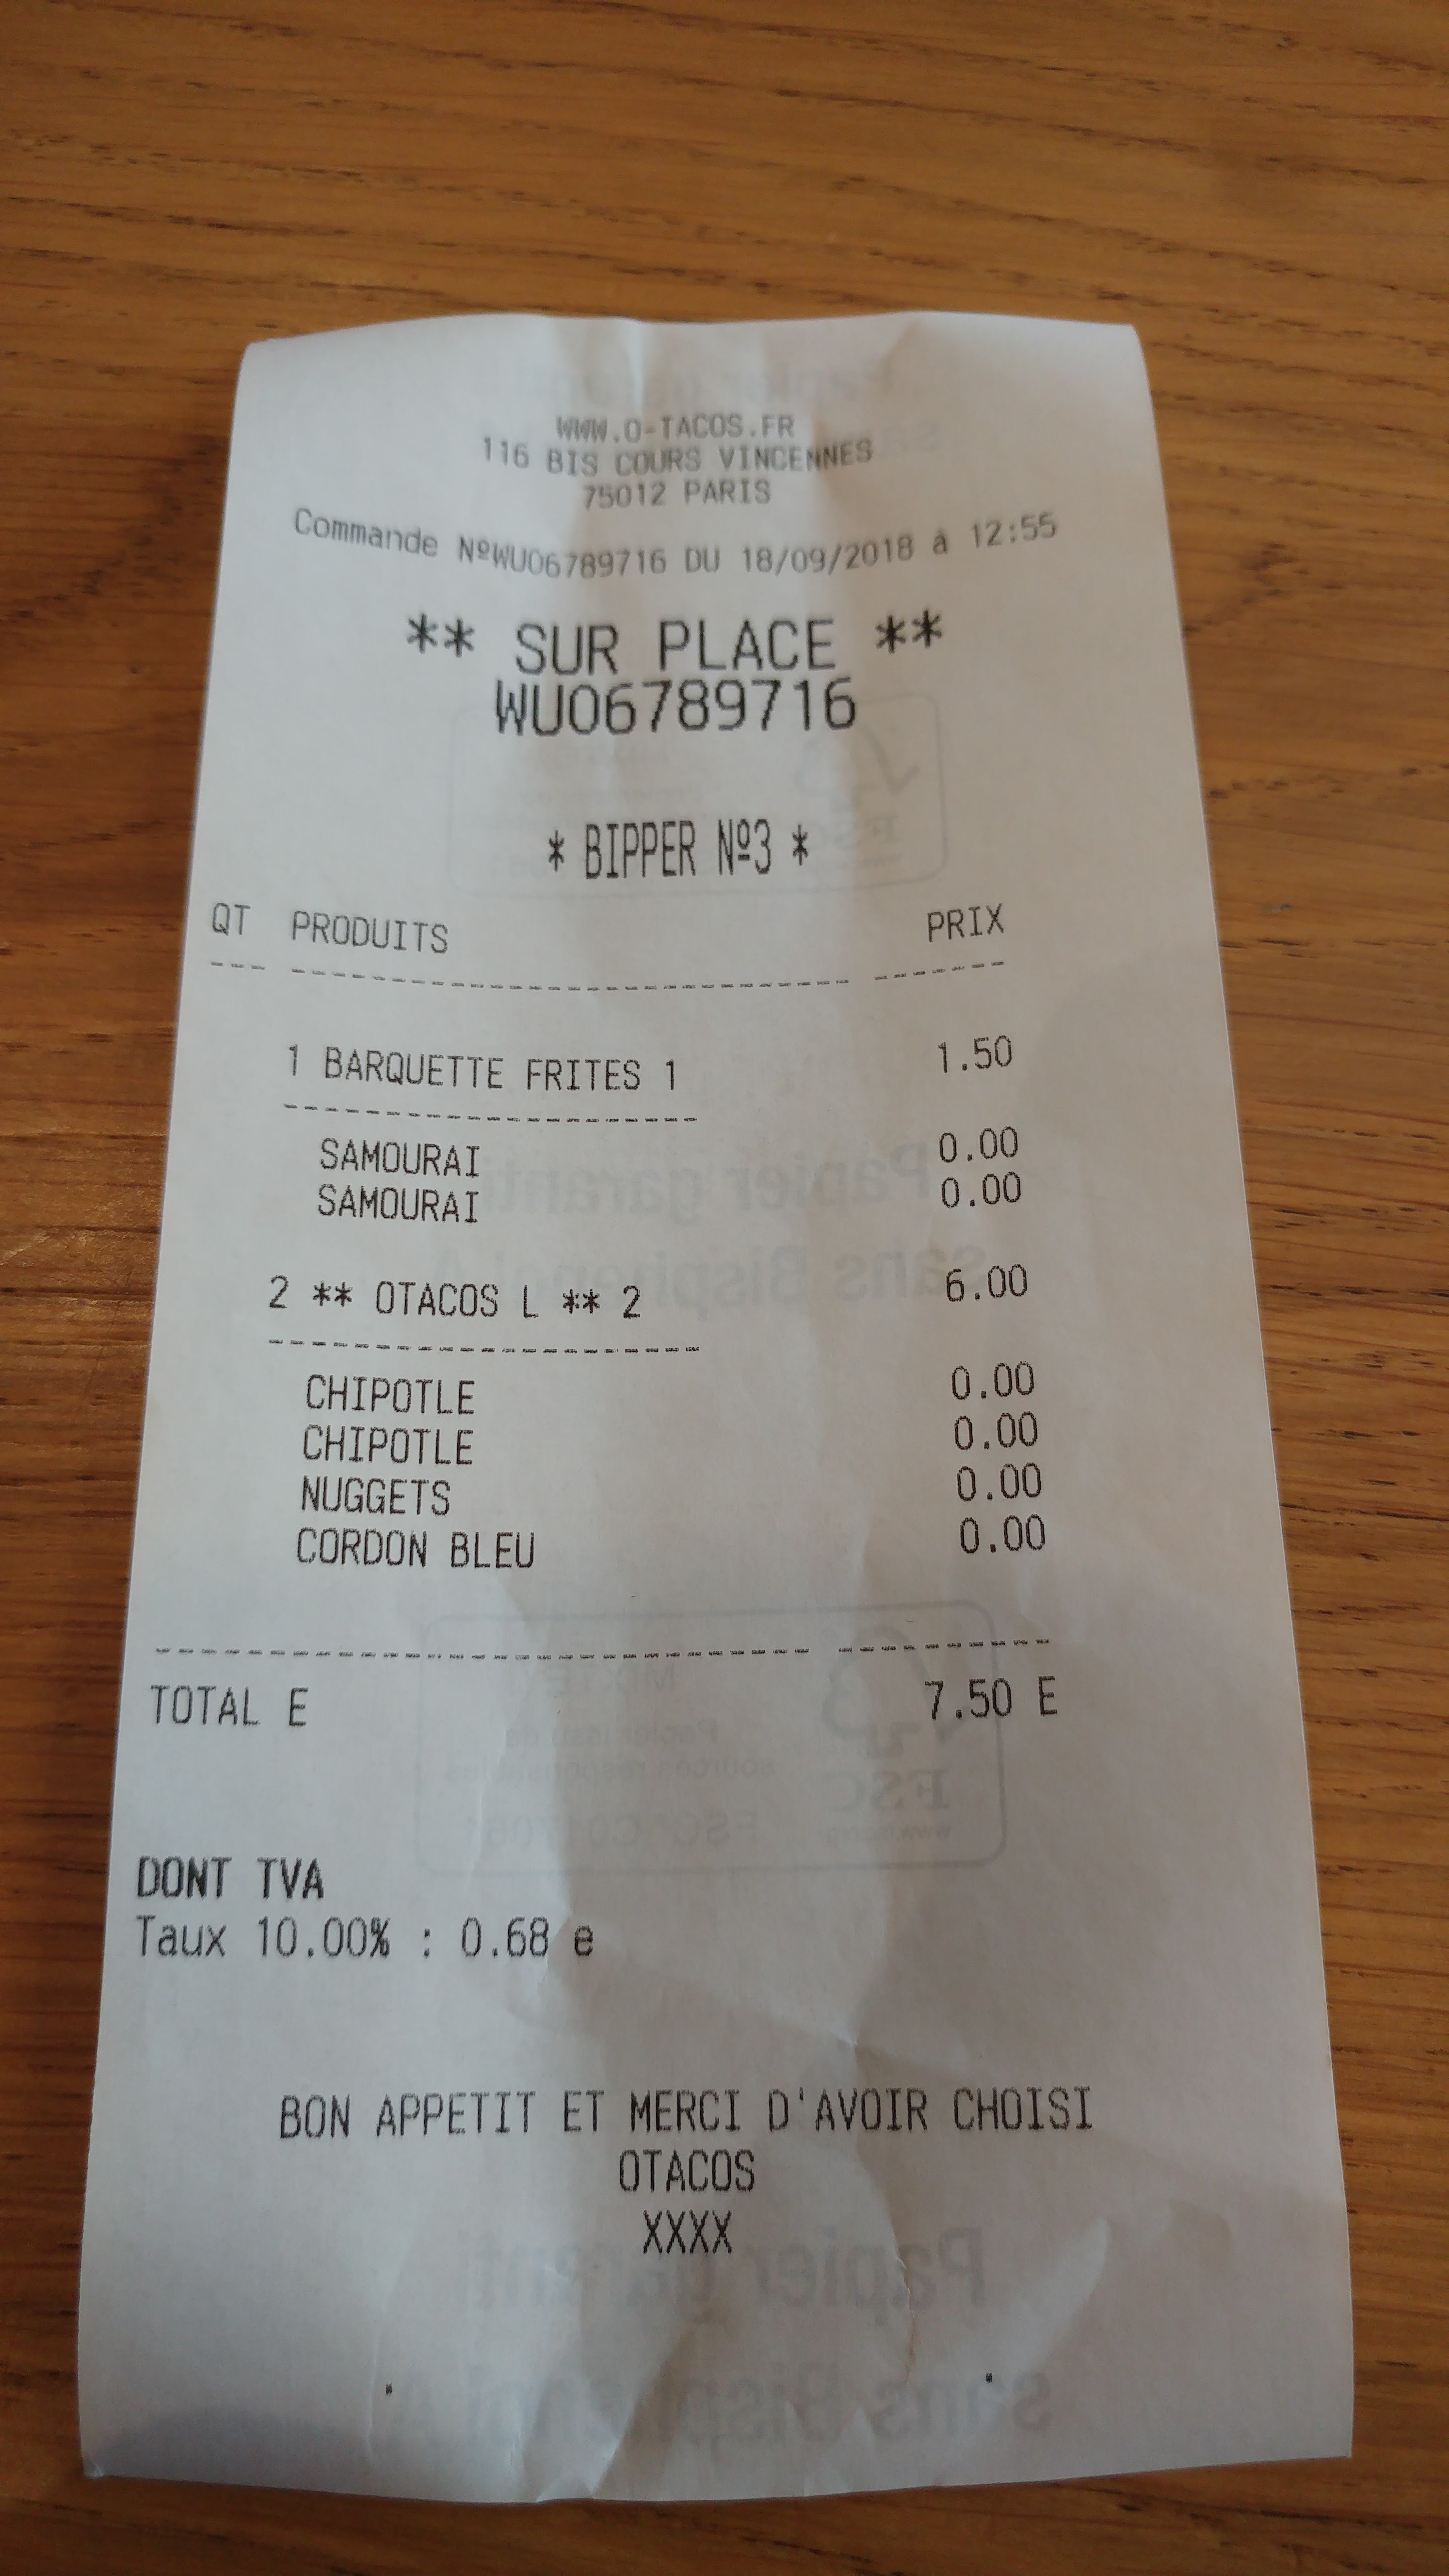 WWW.O-TACOS.FR
116 BIS COURS VINCENNES
75012 PARIS
Commande NºWU06789716 DU 18/09/2018 à 12:55
** SUR PLACE **
WU06789716
* BIPPER Nº3 *
QT PRODUITS PRIX
1 BARQUETTE FRITES 1 1.50
SAMOURAI 0.00
SAMOURAI 0.00
2 ** OTACOS L ** 2 6.00
CHIPOTLE 0.00
CHIPOTLE 0.00
NUGGETS 0.00
CORDON BLEU 0.00
TOTAL E 7.50 E
DONT TVA
Taux 10.00% : 0.68 e
BON APPETIT ET MERCI D'AVOIR CHOISI
OTACOS
XXXX